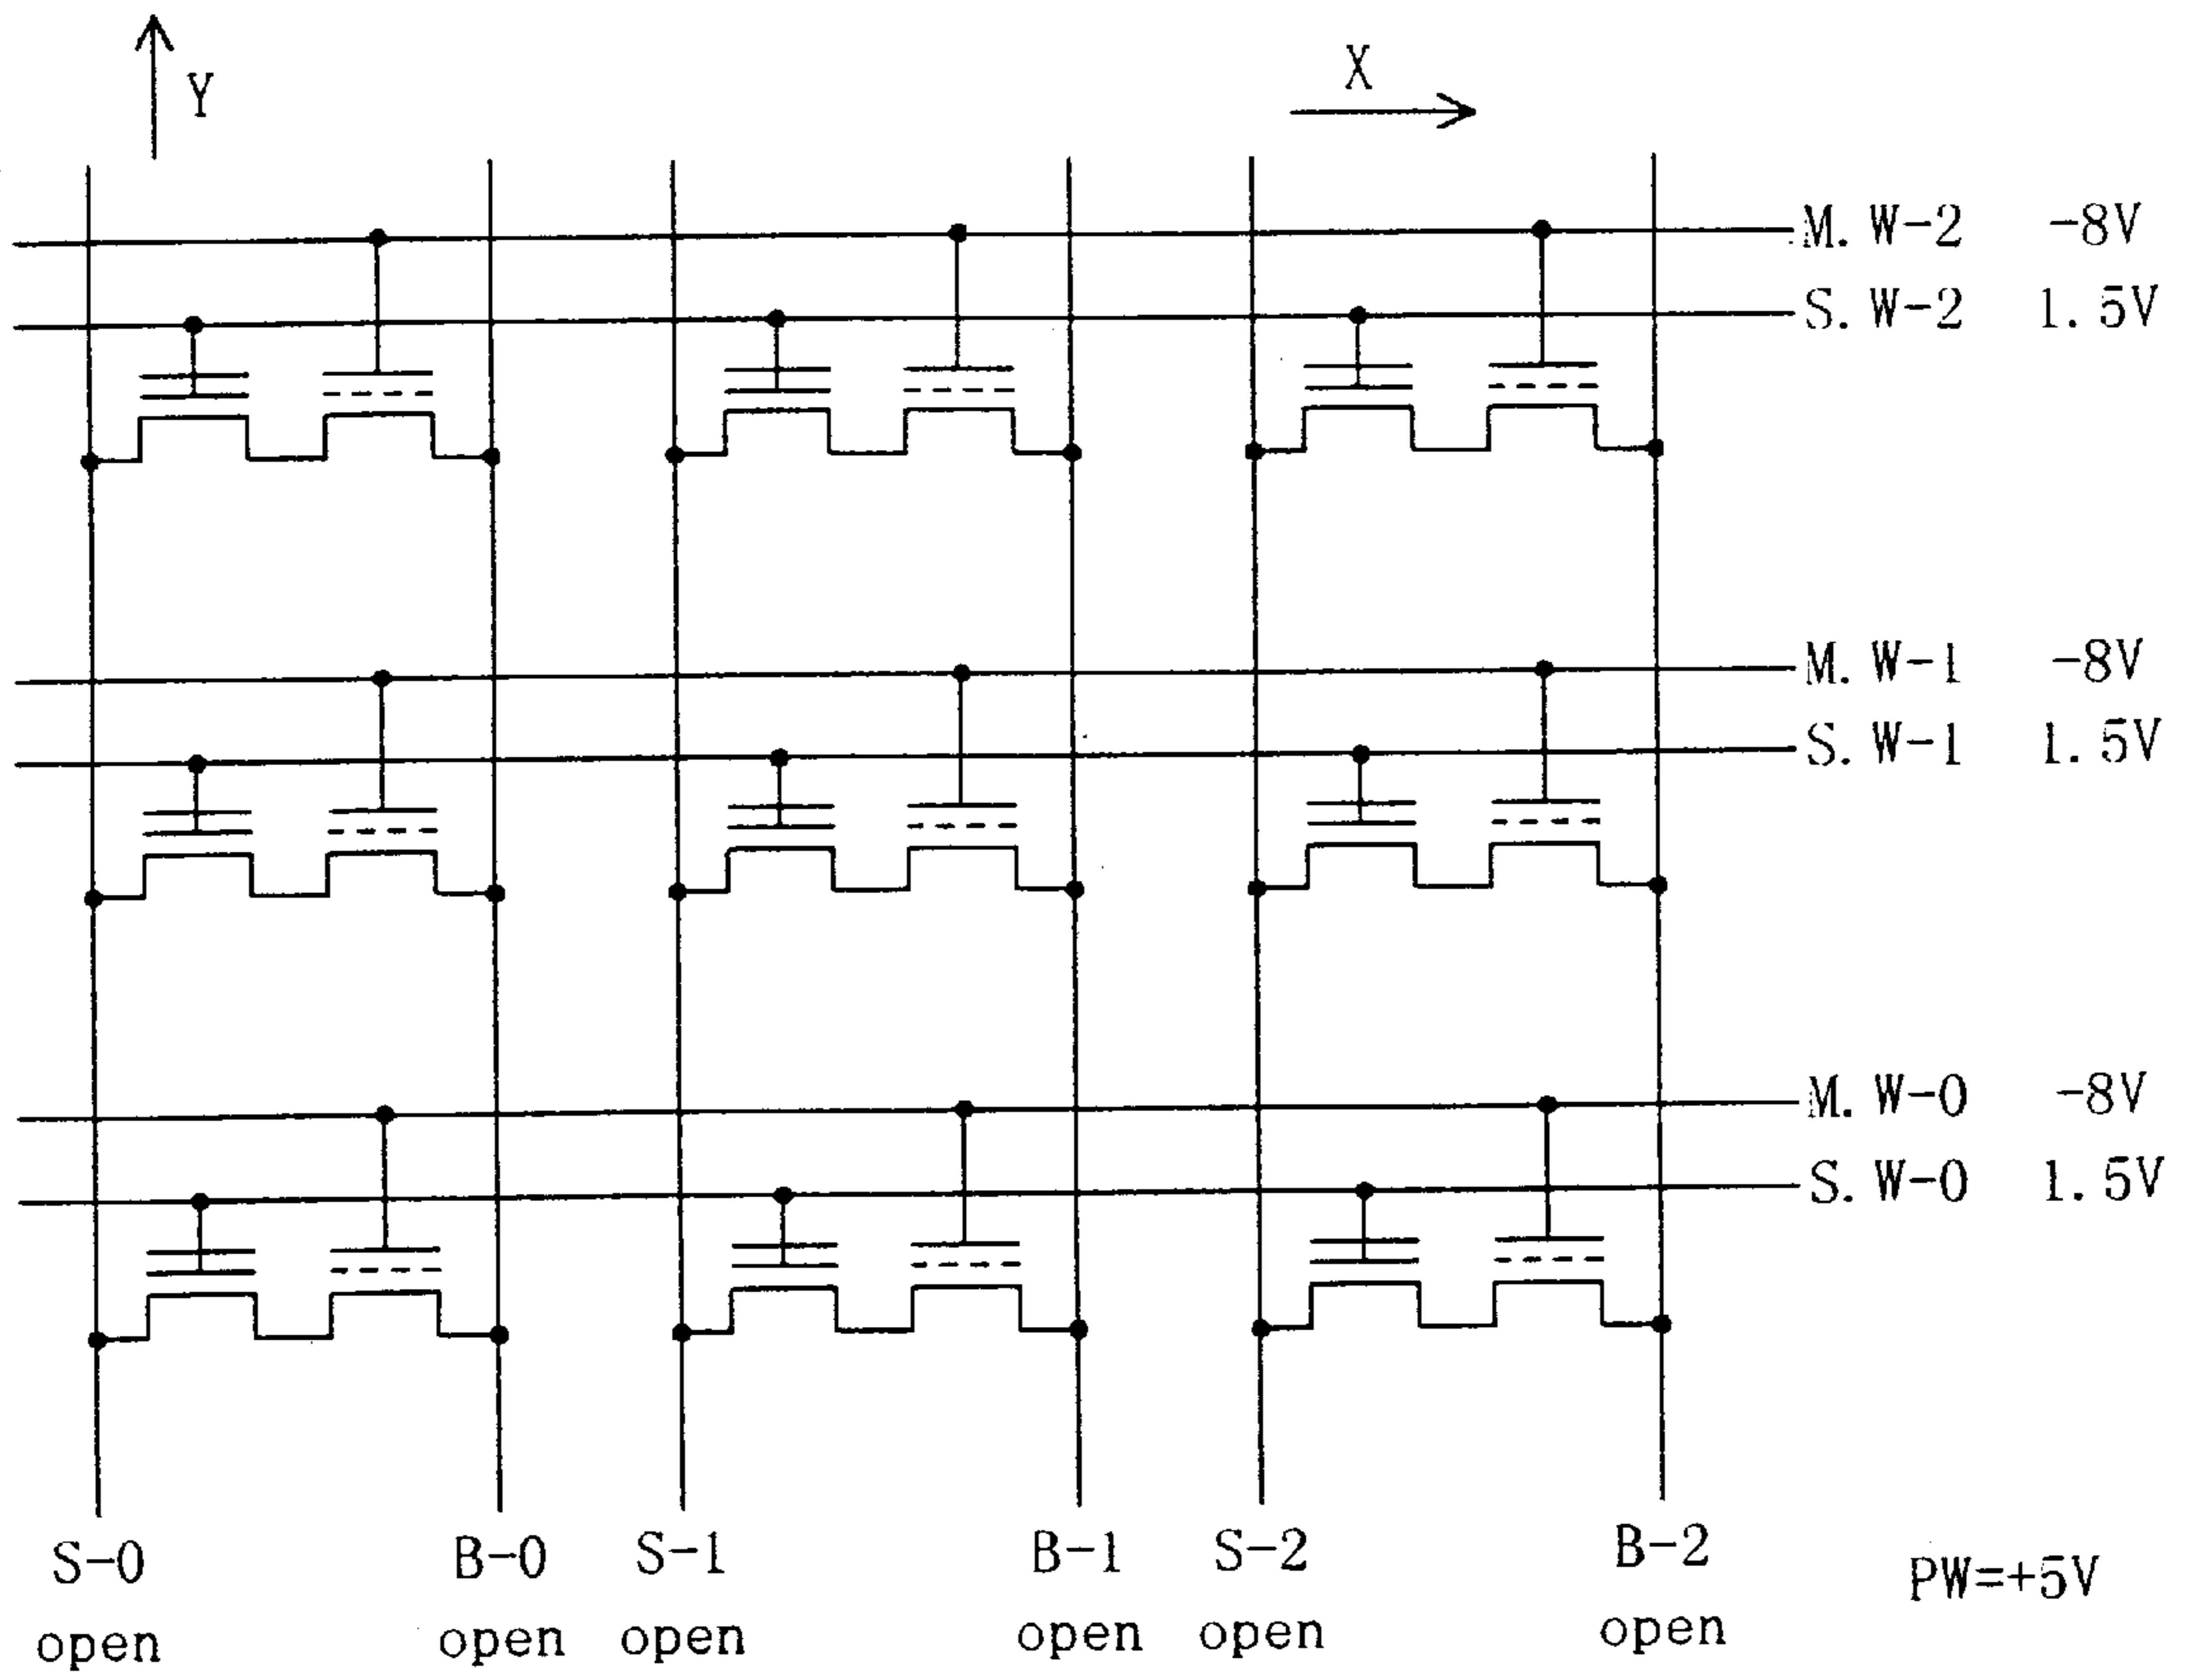 Y
X
M. W-2 -8V
S. W-2 1. 5V
M. W-1 -8V
S. W-1 1. 5V
M. W-0 -8V
S. W-0 1. 5V
S-0 B-0 S-1 B-1 S-2 B-2 PW=+5V
open open open open open open